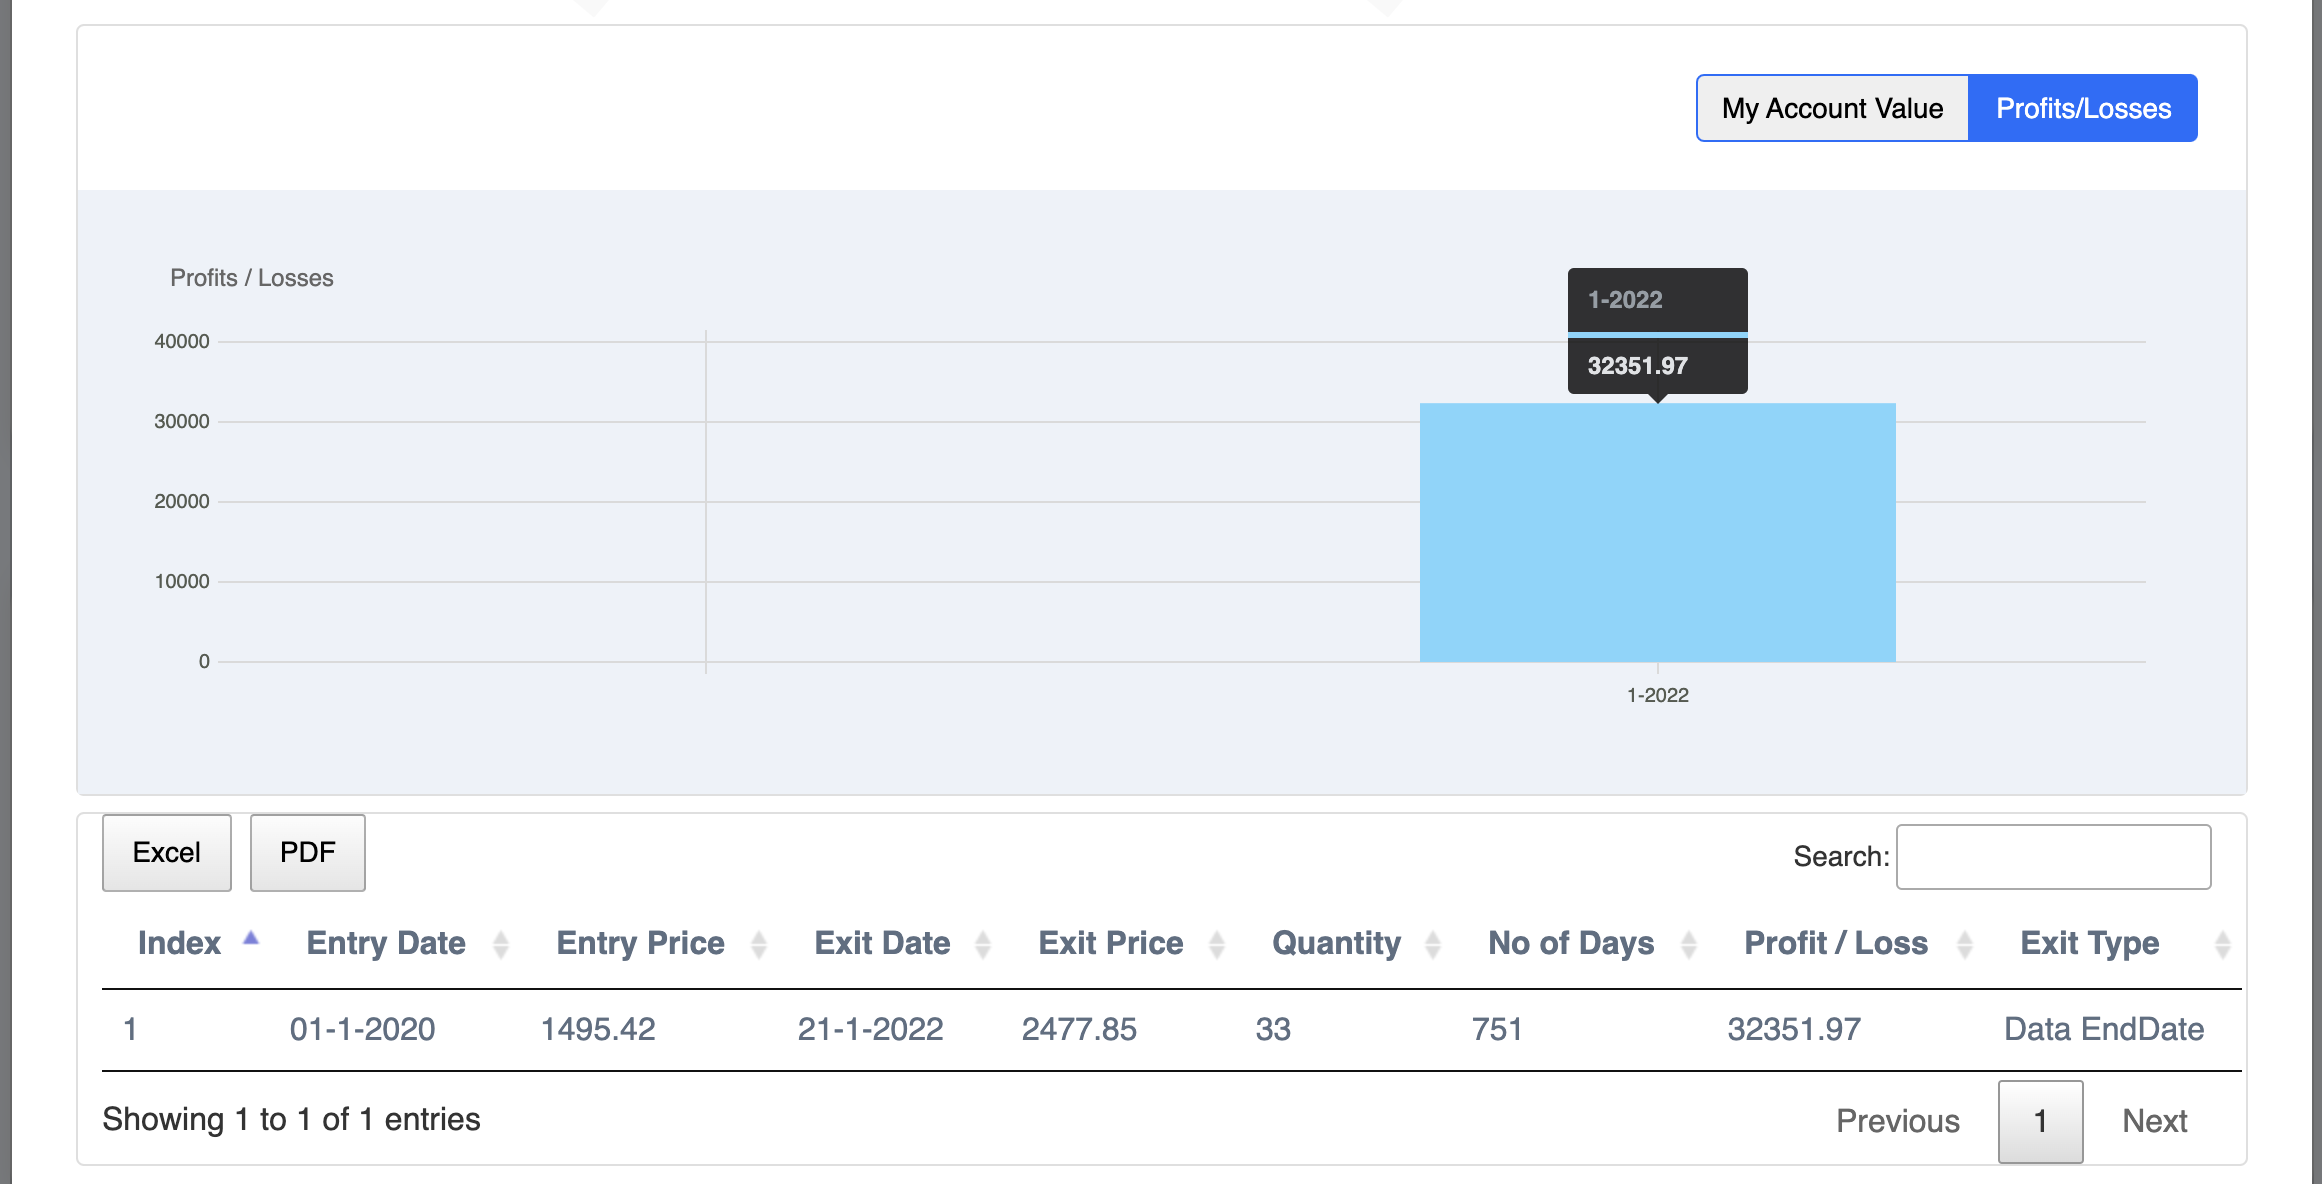 My Account Value Profits/Losses
Profits / Losses
1-2022
32351.97
40000
30000
20000
10000
0
1-2022
Excel PDF Search:
Index Entry Date Entry Price Exit Date Exit Price Quantity No of Days Profit / Loss Exit Type
1 01-1-2020 1495.42 21-1-2022 2477.85 33 751 32351.97 Data EndDate
Showing 1 to 1 of 1 entries Previous 1 Next